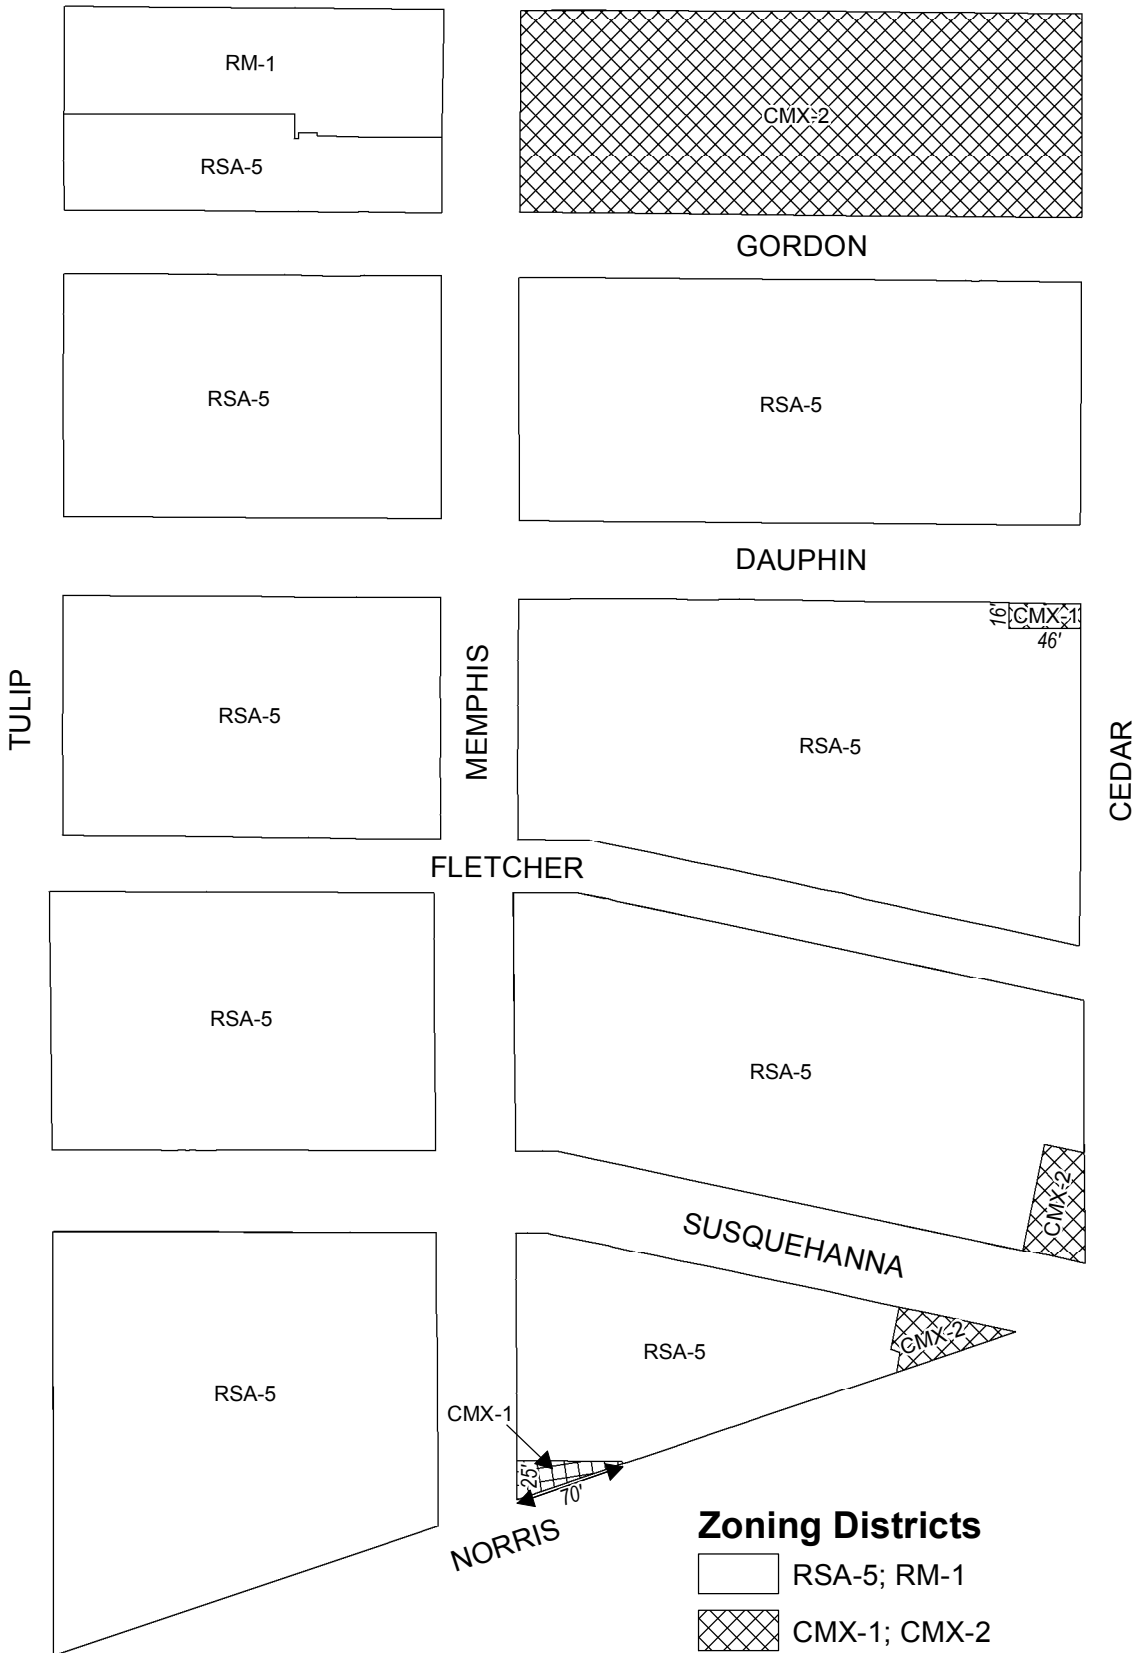 RM-1
RSA-5
CMX-2
GORDON
RSA-5
RSA-5
DAUPHIN
16'
CMX-1
46'
TULIP
RSA-5
MEMPHIS
RSA-5
CEDAR
FLETCHER
RSA-5
RSA-5
CMX-2
SUSQUEHANNA
RSA-5
CMX-2
RSA-5
CMX-1
25'
70'
NORRIS
Zoning Districts
RSA-5; RM-1
CMX-1; CMX-2